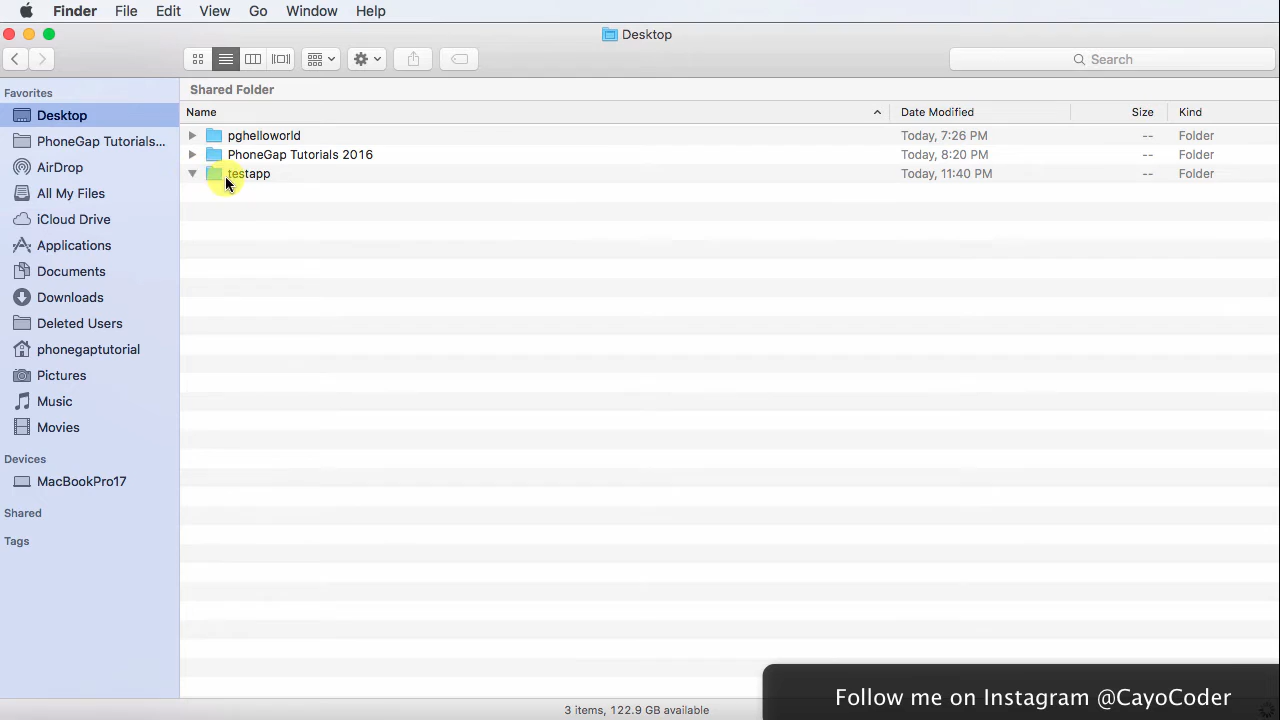 Finder File Edit View Go Window Help
Desktop
Search
Favorites
Desktop
PhoneGap Tutorials...
AirDrop
All My Files
iCloud Drive
Applications
Documents
Downloads
Deleted Users
phonegaptutorial
Pictures
Music
Movies
Devices
MacBookPro17
Shared
Tags
Shared Folder
Name Date Modified Size Kind
pghelloworld Today, 7:26 PM -- Folder
PhoneGap Tutorials 2016 Today, 8:20 PM -- Folder
testapp Today, 11:40 PM -- Folder
3 items, 122.9 GB available
Follow me on Instagram @CayoCoder